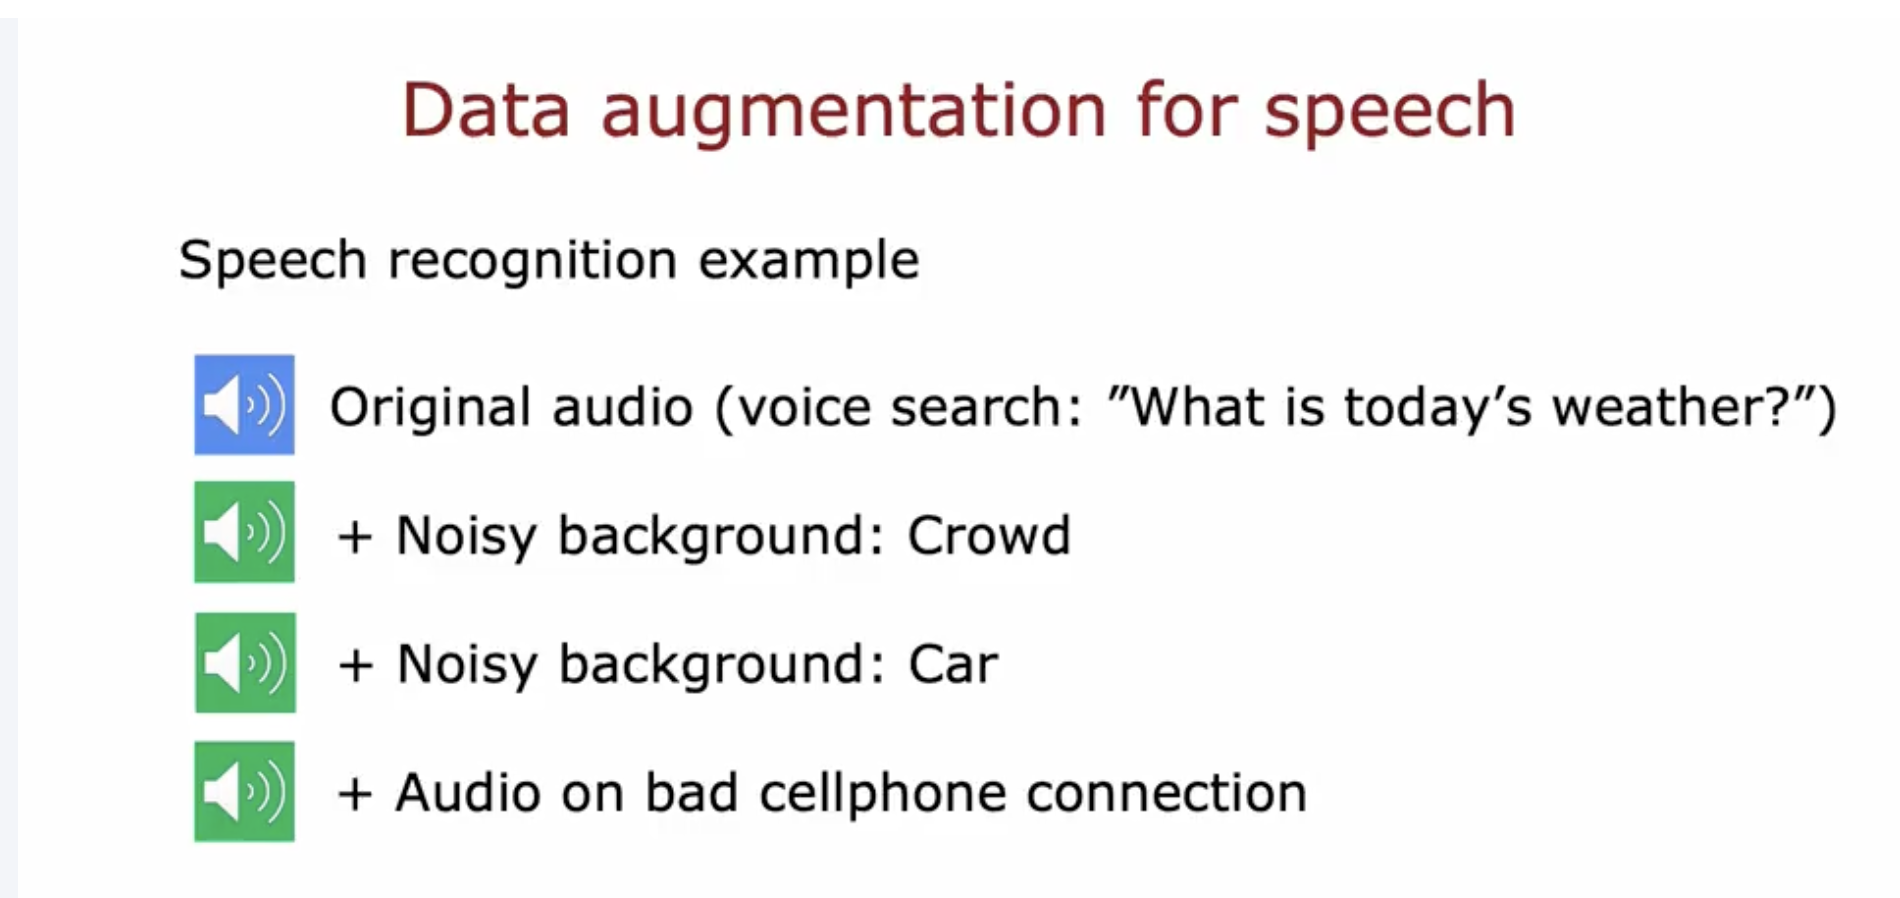 Data augmentation for speech
Speech recognition example
Original audio (voice search: ”What is today’s weather?”)
+ Noisy background: Crowd
+ Noisy background: Car
+ Audio on bad cellphone connection